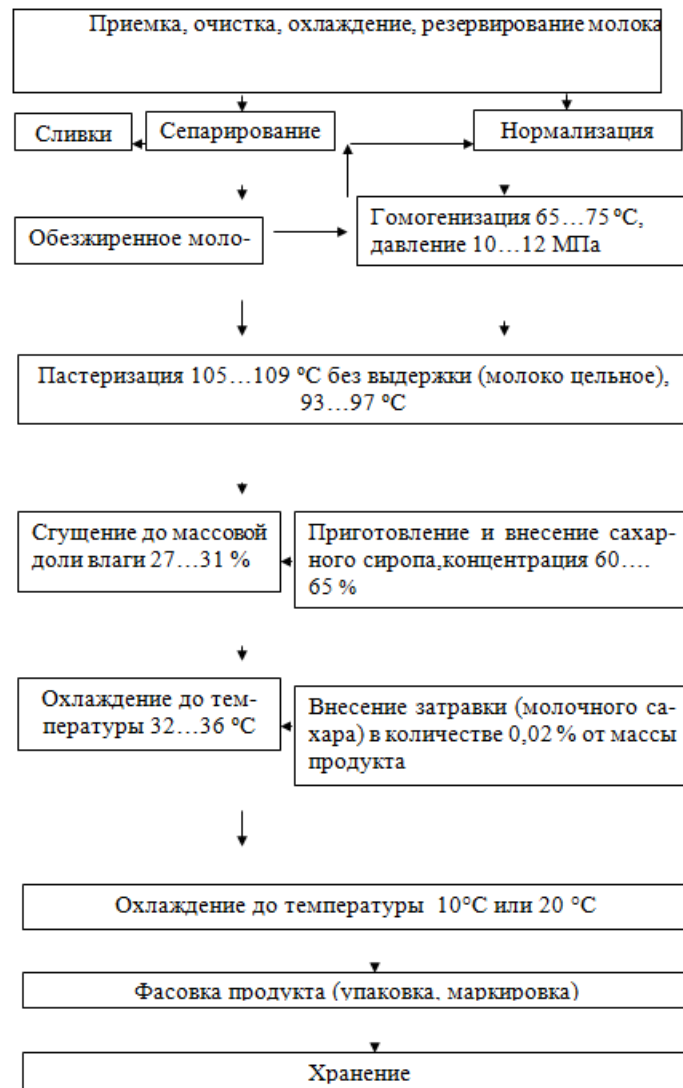 Приемка, очистка, охлаждение, резервирование молока
Сливки
Сепарирование
Нормализация
Обезжиренное моло-
Гомогенизация 65...75 ºС,
давление 10...12 МПа
Пастеризация 105...109 ºС без выдержки (молоко цельное),
93...97 ºС
Сгущение до массовой
доли влаги 27...31 %
Приготовление и внесение сахар-
ного сиропа,концентрация 60....
65 %
Охлаждение до тем-
пературы 32...36 ºС
Внесение затравки (молочного са-
хара) в количестве 0,02 % от массы
продукта
Охлаждение до температуры 10°С или 20 °С
Фасовка продукта (упаковка, маркировка)
Хранение